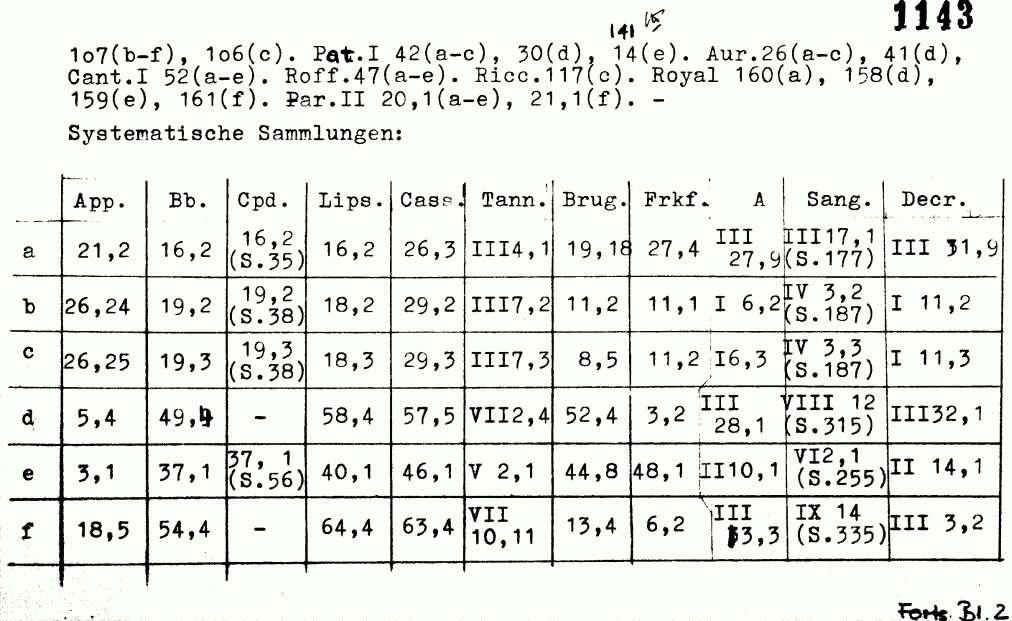 1143
141 15
1o7(b-f), 1o6(c). Pat.I 42(a-c), 30(d), 14(e). Aur.26(a-c), 41(d),
Cant.I 52(a-e). Roff.47(a-e). Ricc.117(c). Royal 160(a), 158(d),
159(e), 161(f). Par.II 20,1(a-e), 21,1(f). -
Systematische Sammlungen:
App. Bb. Cpd. Lips. Cass. Tann. Brug. Frkf. A Sang. Decr.
a 21,2 16,2 16,2 (S.35) 16,2 26,3 III4,1 19,18 27,4 III 27,9 III17,1 (S.177) III 31,9
b 26,24 19,2 19,2 (S.38) 18,2 29,2 III7,2 11,2 11,1 I 6,2 IV 3,2 (S.187) I 11,2
c 26,25 19,3 19,3 (S.38) 18,3 29,3 III7,3 8,5 11,2 I6,3 IV 3,3 (S.187) I 11,3
d 5,4 49,4 - 58,4 57,5 VII2,4 52,4 3,2 III 28,1 VIII 12 (S.315) III32,1
e 3,1 37,1 37, 1 (S.56) 40,1 46,1 V 2,1 44,8 48,1 II10,1 VI2,1 (S.255) II 14,1
f 18,5 54,4 - 64,4 63,4 VII 10,11 13,4 6,2 III 3,3 IX 14 (S.335) III 3,2
Forts. Bl. 2